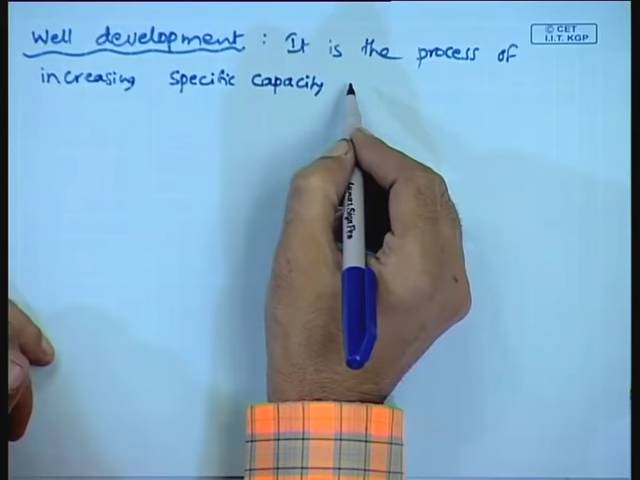 Well development : It is the process of
increasing specific capacity
© CET
I.I.T. KGP